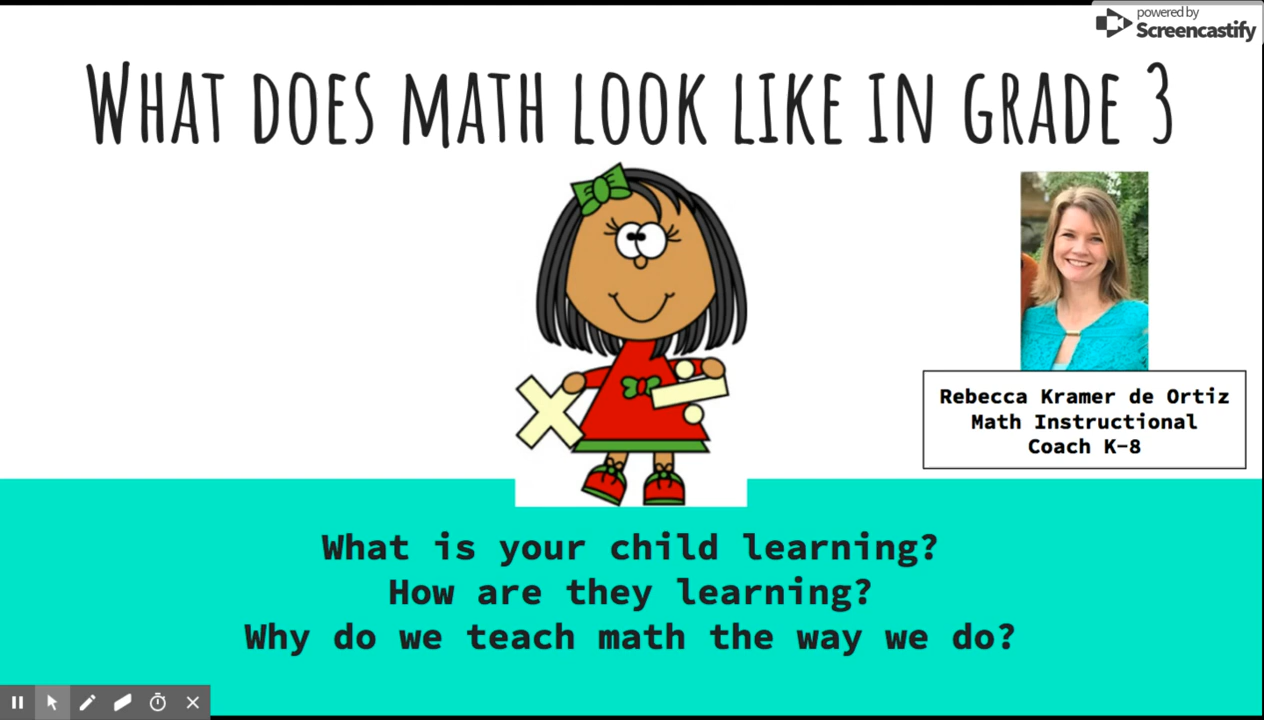 powered by
Screencastify
What does math look like in grade 3
Rebecca Kramer de Ortiz
Math Instructional
Coach K-8
What is your child learning?
How are they learning?
Why do we teach math the way we do?